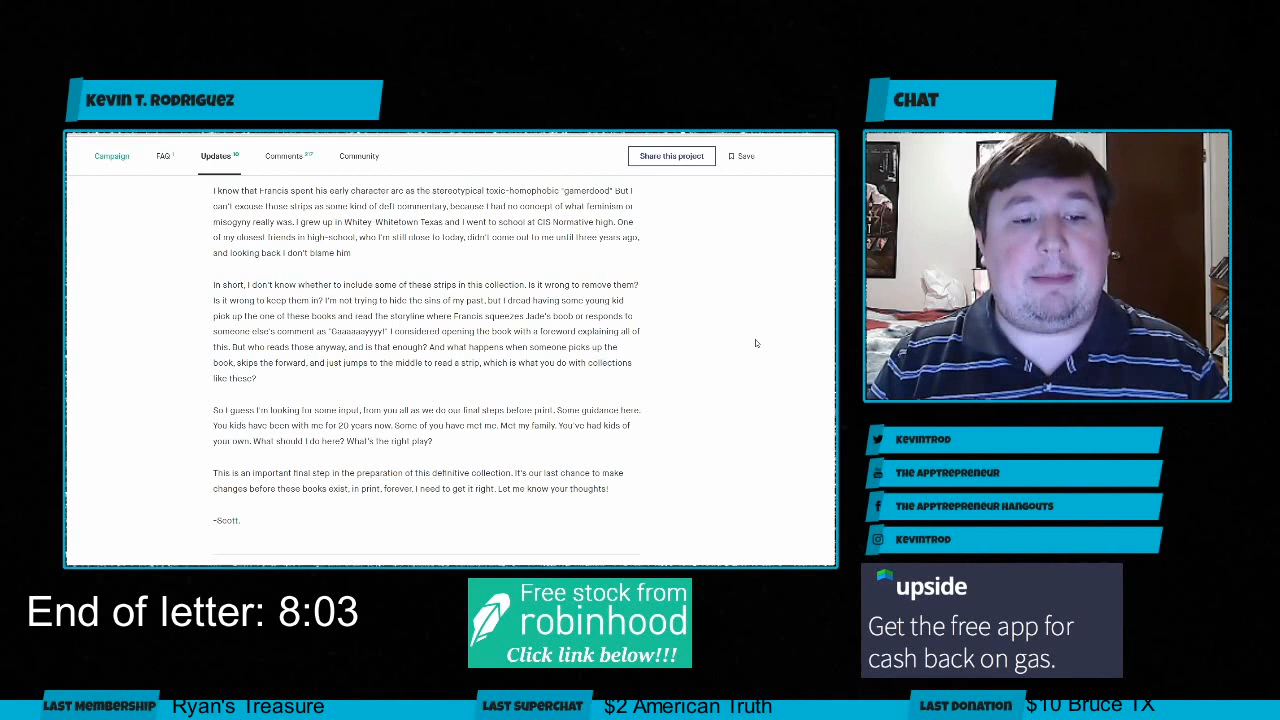 Kevin T. Rodriguez
CHAT
Campaign FAQ 1 Updates 19 Comments 217 Community Share this project Save
I know that Francis spent his early character arc as the stereotypical toxic-homophobic "gamerdood" But I
can't excuse those strips as some kind of deft commentary, because I had no concept of what feminism or
misogyny really was. I grew up in Whitey-Whitetown Texas and I went to school at CIS Normative high. One
of my closest friends in high-school, who I'm still close to today, didn't come out to me until three years ago,
and looking back I don't blame him
In short, I don't know whether to include some of these strips in this collection. Is it wrong to remove them?
Is it wrong to keep them in? I'm not trying to hide the sins of my past, but I dread having some young kid
pick up the one of these books and read the storyline where Francis squeezes Jade's boob or responds to
someone else's comment as "Caaaaaayyyy!" I considered opening the book with a foreword explaining all of
this. But who reads those anyway, and is that enough? And what happens when someone picks up the
book, skips the forward, and just jumps to the middle to read a strip, which is what you do with collections
like these?
So I guess I'm looking for some input, from you all as we do our final steps before print. Some guidance here.
You kids have been with me for 20 years now. Some of you have met me. Met my family. You've had kids of
your own. What should I do here? What's the right play?
This is an important final step in the preparation of this definitive collection. It's our last chance to make
changes before these books exist, in print, forever. I need to get it right. Let me know your thoughts!
-Scott.
KevinTRod
The Apptrepreneur
The Apptrepreneur Hangouts
KevinTRod
End of letter: 8:03
Free stock from
robinhood
Click link below!!!
upside
Get the free app for
cash back on gas.
LAST MEMBERSHIP Ryan's Treasure
LAST SUPERCHAT $2 American Truth
LAST DONATION $10 Bruce TX